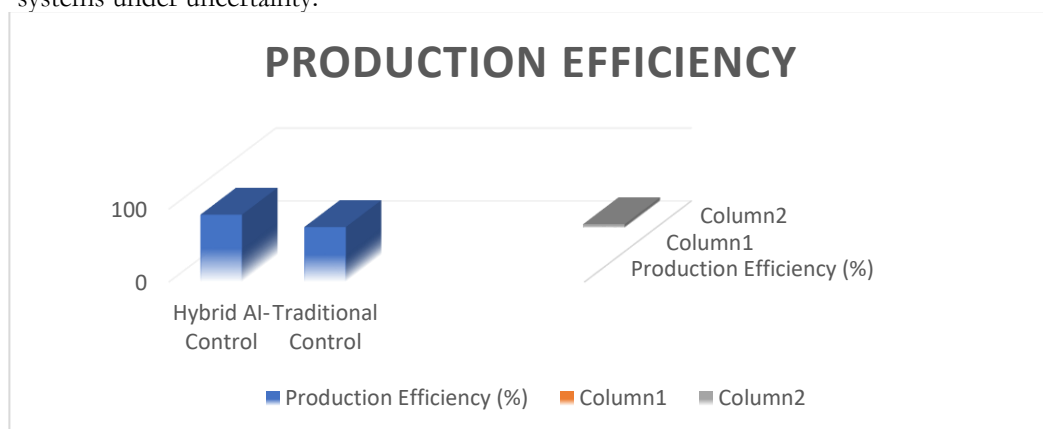 systems under uncertainty.
PRODUCTION EFFICIENCY
100
0
Column2
Column1
Production Efficiency (%)
Hybrid AI- Traditional
Control Control
Production Efficiency (%) Column1 Column2